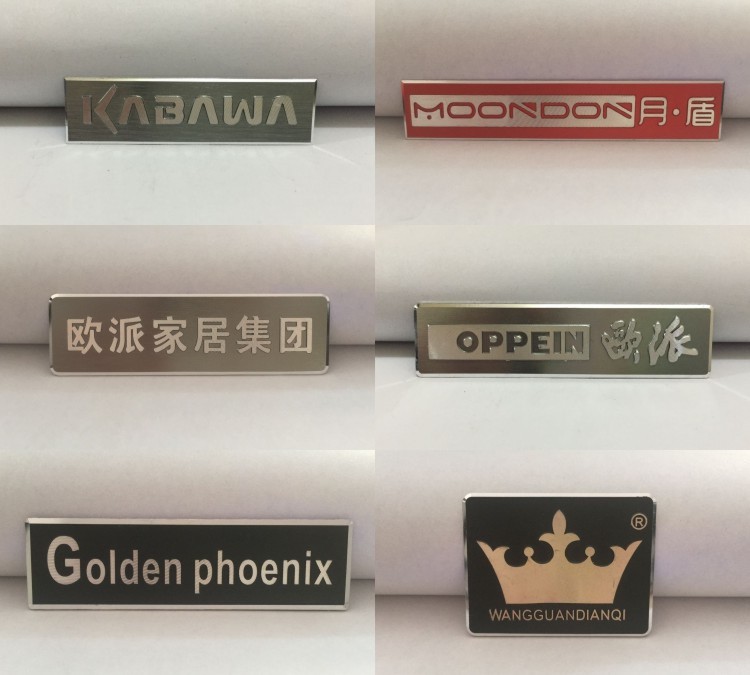 KABAWA
MOONDON月·盾
欧派家居集团
OPPEIN 欧派
Golden phoenix
®
WANGGUANDIANQI